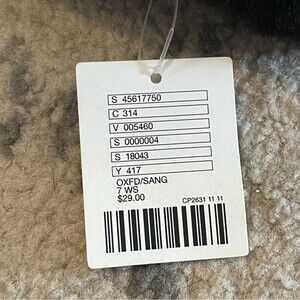 S 45617750
C 314
V 005460
S 0000004
S 18043
Y 417
OXFD/SANG
7 WS
$29.00
CP2631 11 11